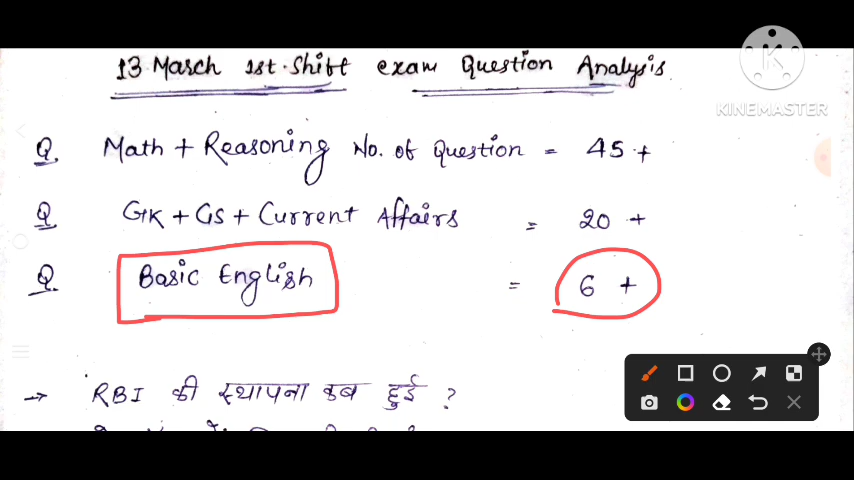 KINEMASTER
13 March 1st Shift exam Question Analysis
Q. Math + Reasoning No. of Question = 45 +
Q GK + GS + Current Affairs = 20 +
Q. Basic English = 6 +
→ RBI की स्थापना कब हुई ?